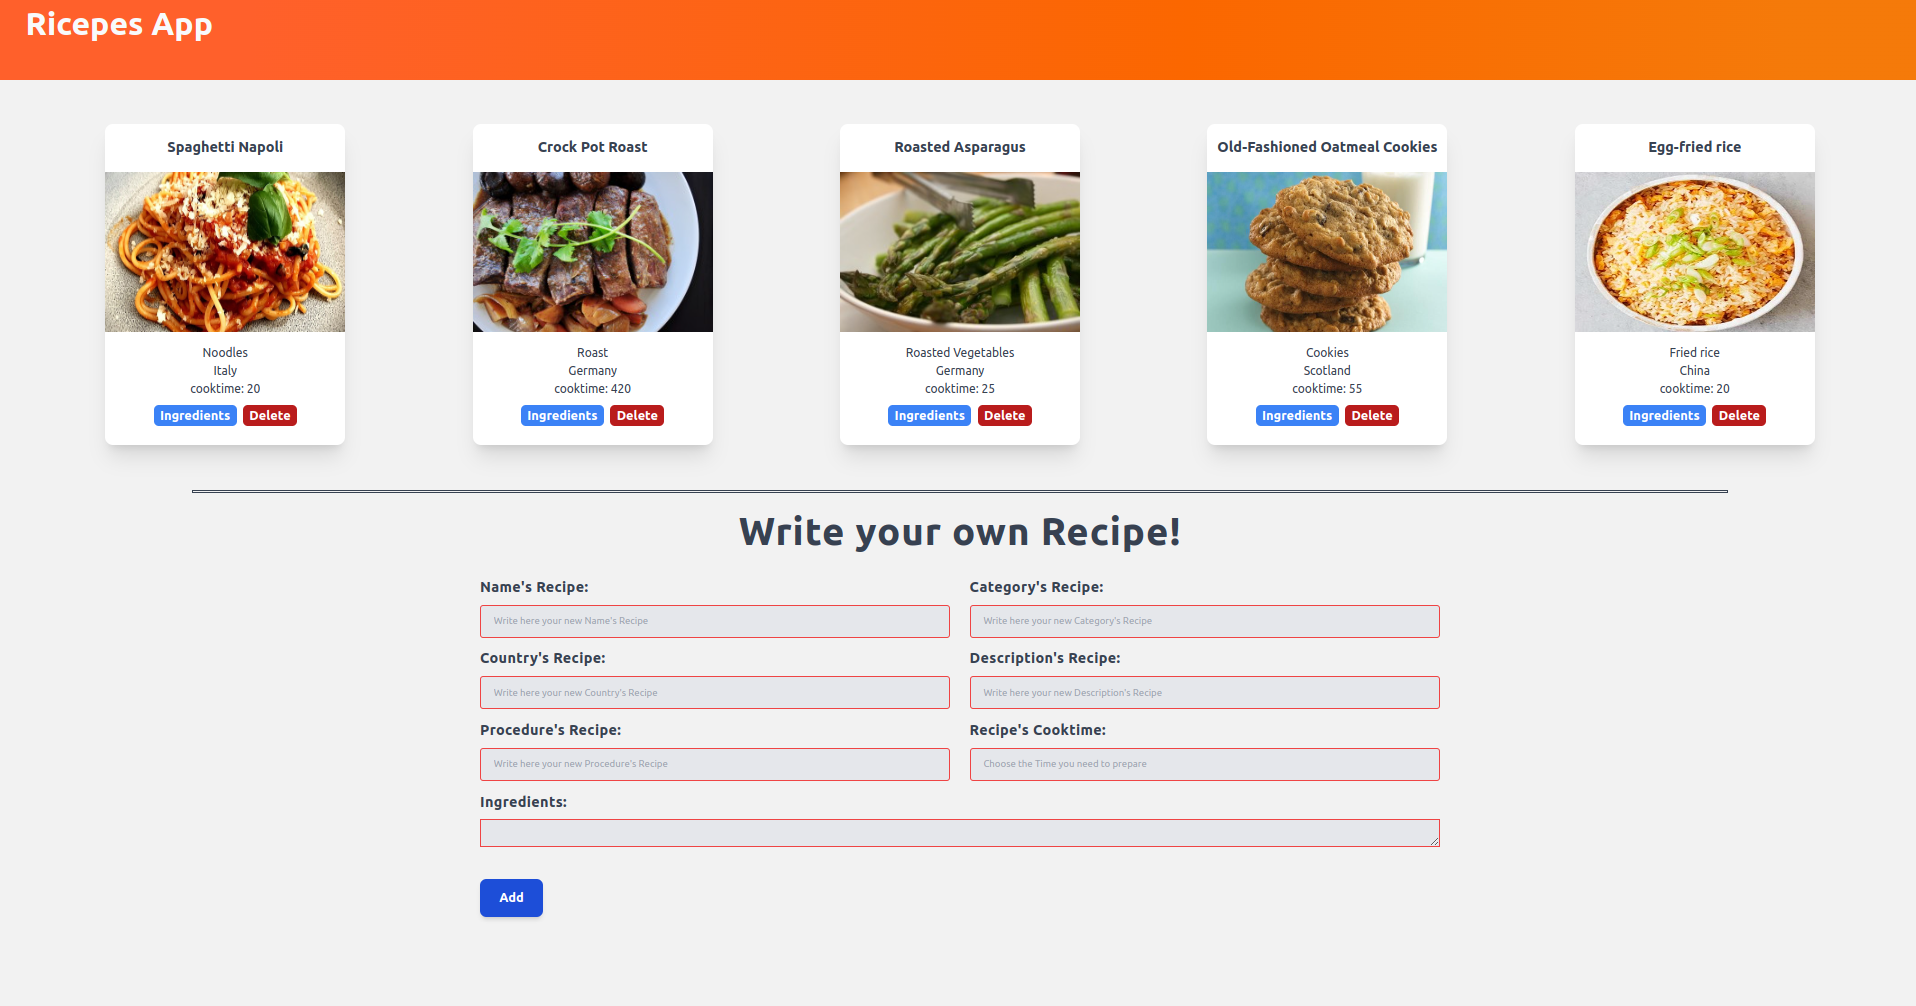 Ricepes App
Spaghetti Napoli
Noodles
Italy
cooktime: 20
Ingredients Delete
Crock Pot Roast
Roast
Germany
cooktime: 420
Ingredients Delete
Roasted Asparagus
Roasted Vegetables
Germany
cooktime: 25
Ingredients Delete
Old-Fashioned Oatmeal Cookies
Cookies
Scotland
cooktime: 55
Ingredients Delete
Egg-fried rice
Fried rice
China
cooktime: 20
Ingredients Delete
Write your own Recipe!
Name's Recipe:
Write here your new Name's Recipe
Category's Recipe:
Write here your new Category's Recipe
Country's Recipe:
Write here your new Country's Recipe
Description's Recipe:
Write here your new Description's Recipe
Procedure's Recipe:
Write here your new Procedure's Recipe
Recipe's Cooktime:
Choose the Time you need to prepare
Ingredients:
Add